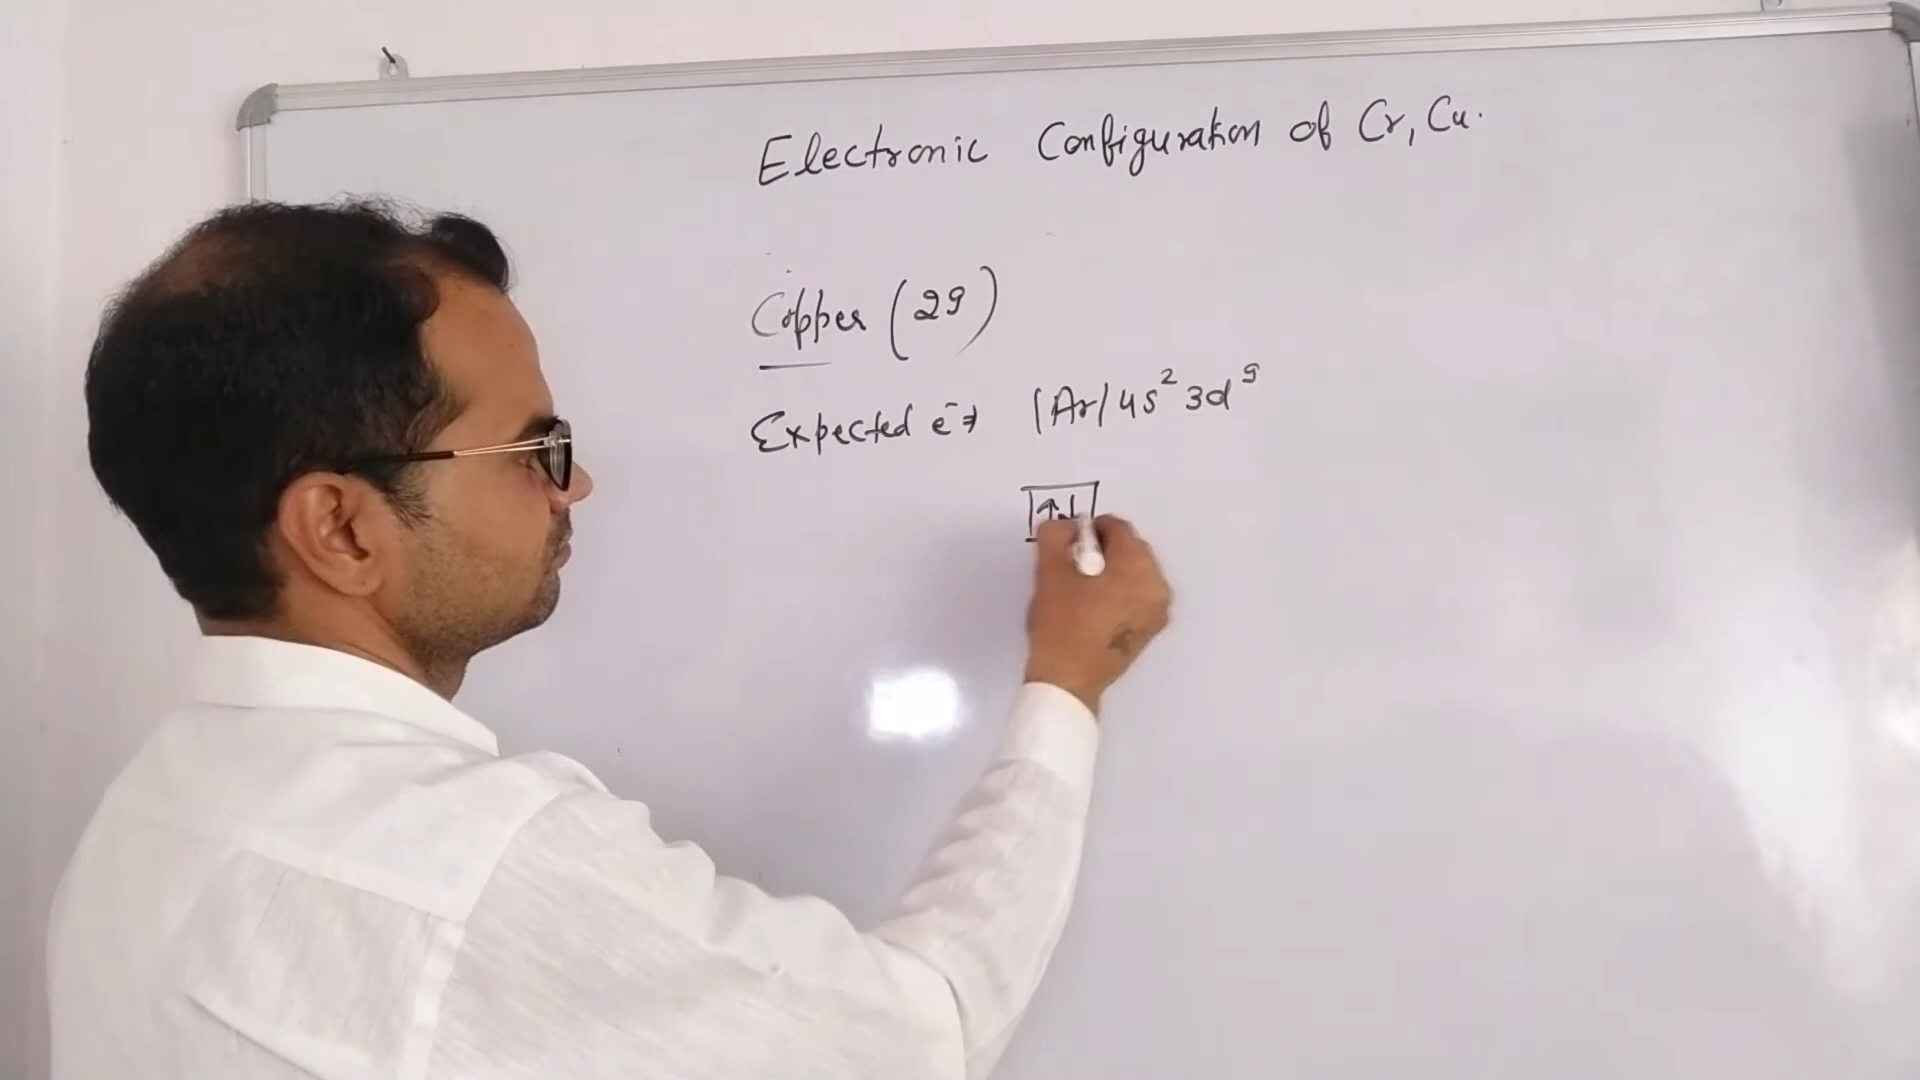 Electronic Configuration of Cr, Cu.
Copper (29)
Expected e⁻→ |Ar| 4s² 3d⁹
↑↓